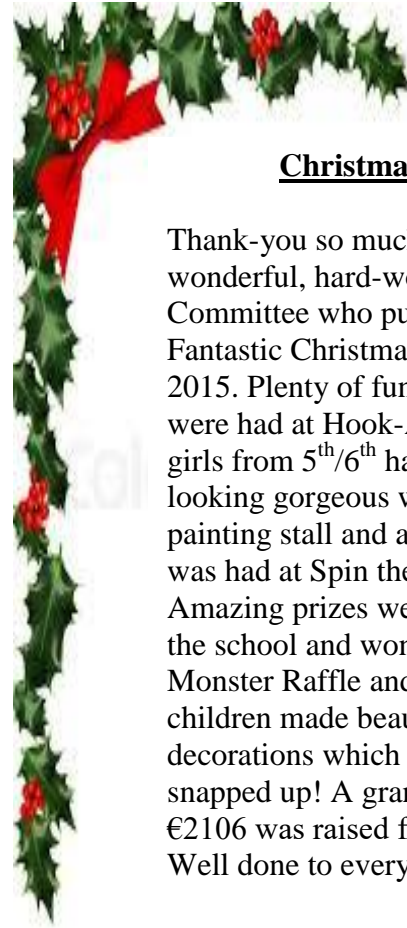 Christma
Thank-you so muc
wonderful, hard-w
Committee who pu
Fantastic Christma
2015. Plenty of fun
were had at Hook-
girls from 5th/6th ha
looking gorgeous w
painting stall and a
was had at Spin the
Amazing prizes we
the school and won
Monster Raffle and
children made beau
decorations which
snapped up! A gran
€2106 was raised f
Well done to every